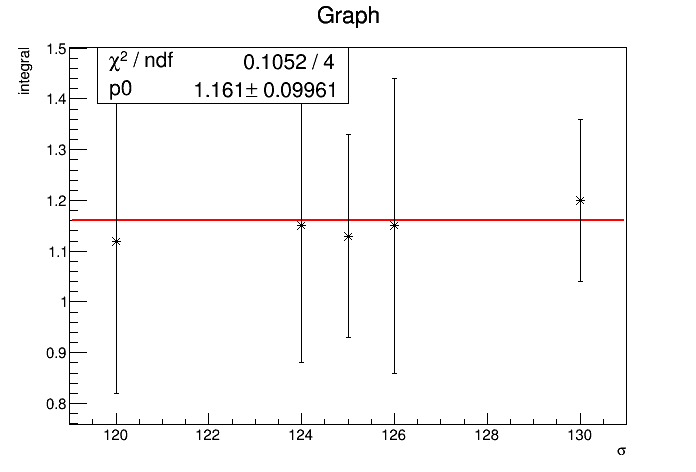 Graph
integral
χ² / ndf 0.1052 / 4
p0 1.161± 0.09961
1.5
1.4
1.3
1.2
1.1
1
0.9
0.8
120 122 124 126 128 130
σ